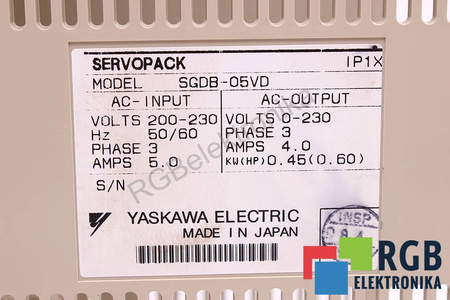 SERVOPACK IP1X
MODEL SGDB-05VD
AC-INPUT AC-OUTPUT
VOLTS 200-230 VOLTS 0-230
Hz 50/60 PHASE 3
PHASE 3 AMPS 4.0
AMPS 5.0 KW(HP) 0.45(0.60)
S/N
YASKAWA ELECTRIC
MADE IN JAPAN
INSP
RGBelektronika
RGB
ELEKTRONIKA